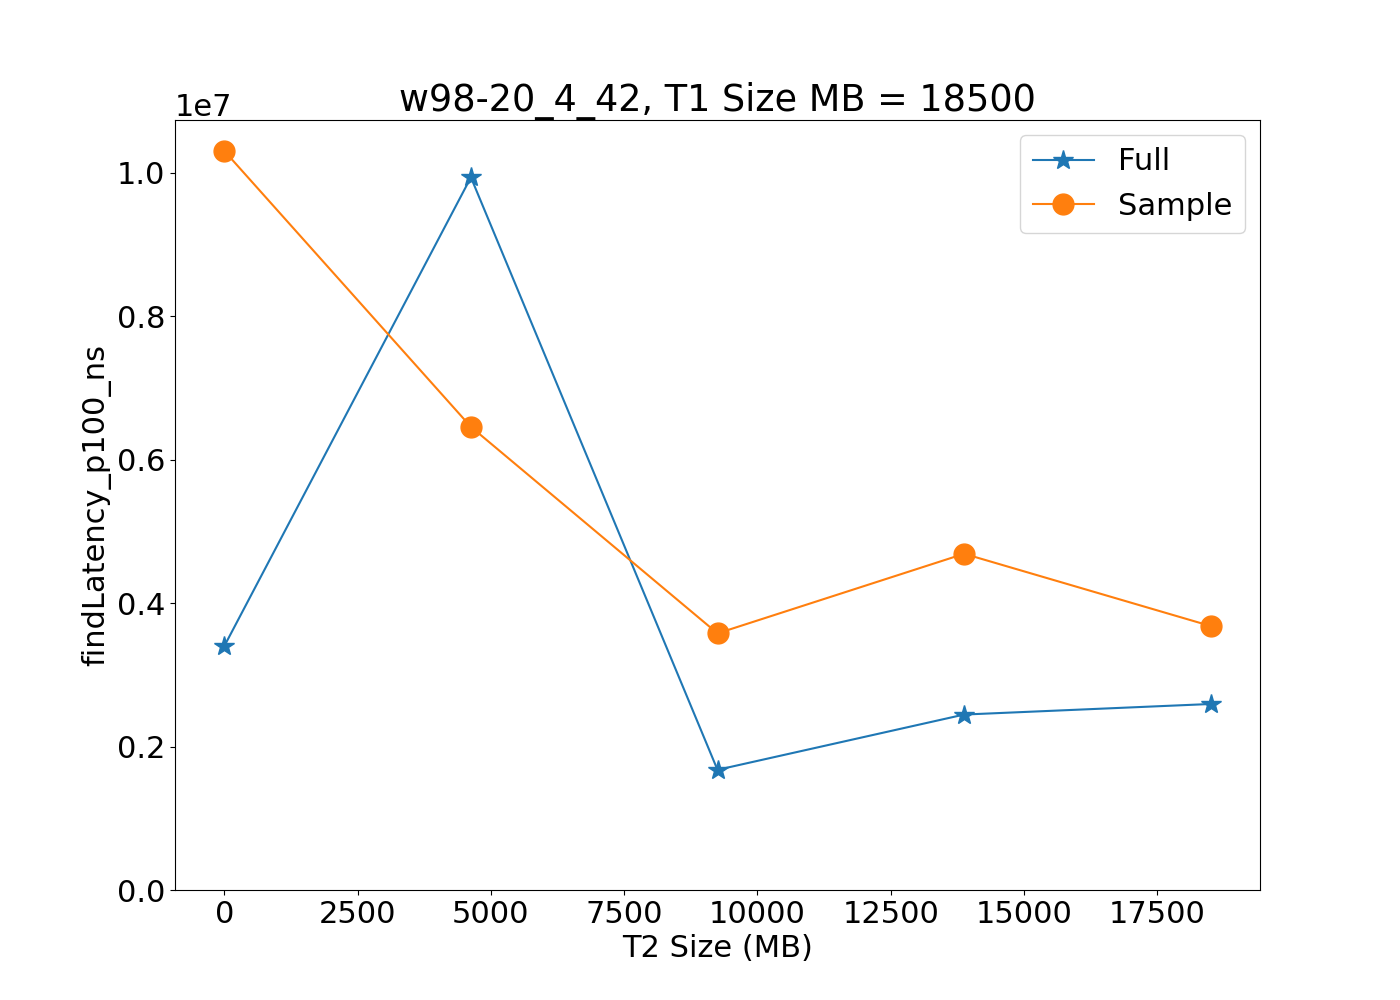 w98-20_4_42, T1 Size MB = 18500
1e7
Full
Sample
1.0
0.8
0.6
0.4
0.2
0.0
findLatency_p100_ns
0 2500 5000 7500 10000 12500 15000 17500
T2 Size (MB)